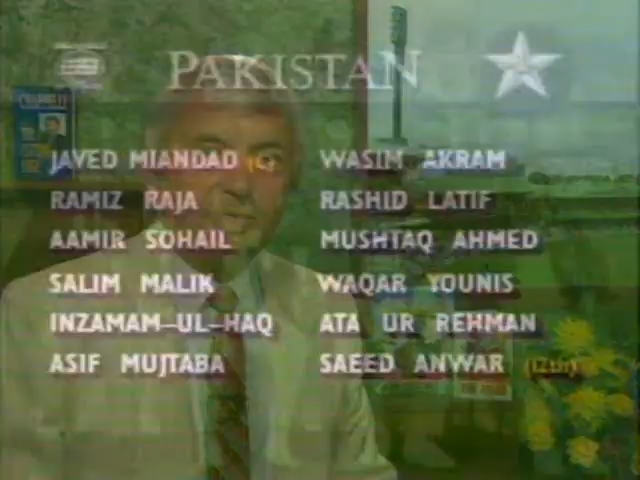 PAKISTAN
JAVED MIANDAD (C)
RAMIZ RAJA
AAMIR SOHAIL
SALIM MALIK
INZAMAM-UL-HAQ
ASIF MUJTABA
WASIM AKRAM
RASHID LATIF
MUSHTAQ AHMED
WAQAR YOUNIS
ATA UR REHMAN
SAEED ANWAR (12TH)